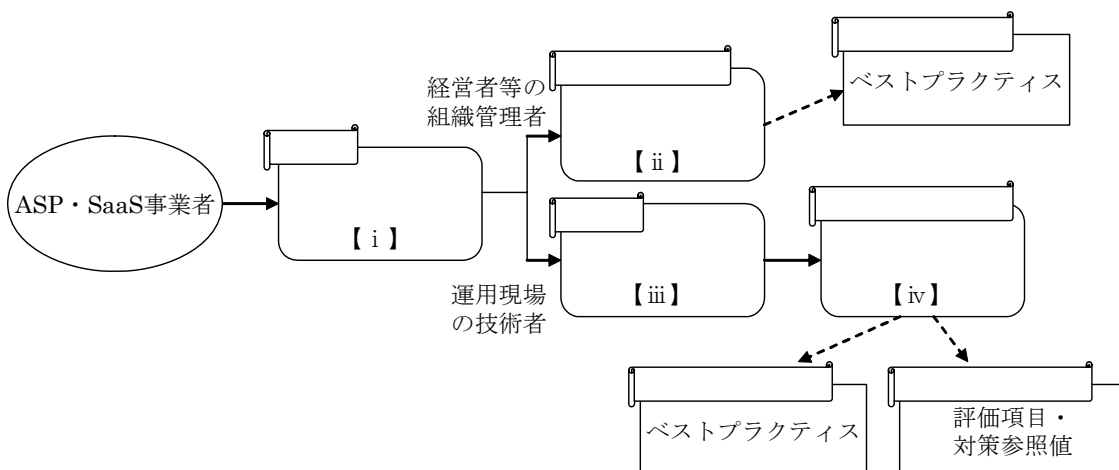 経営者等の
組織管理者
ベストプラクティス
【ⅱ】
ASP・SaaS事業者
【ⅰ】
運用現場
の技術者
【ⅲ】
【ⅳ】
ベストプラクティス
評価項目・
対策参照値